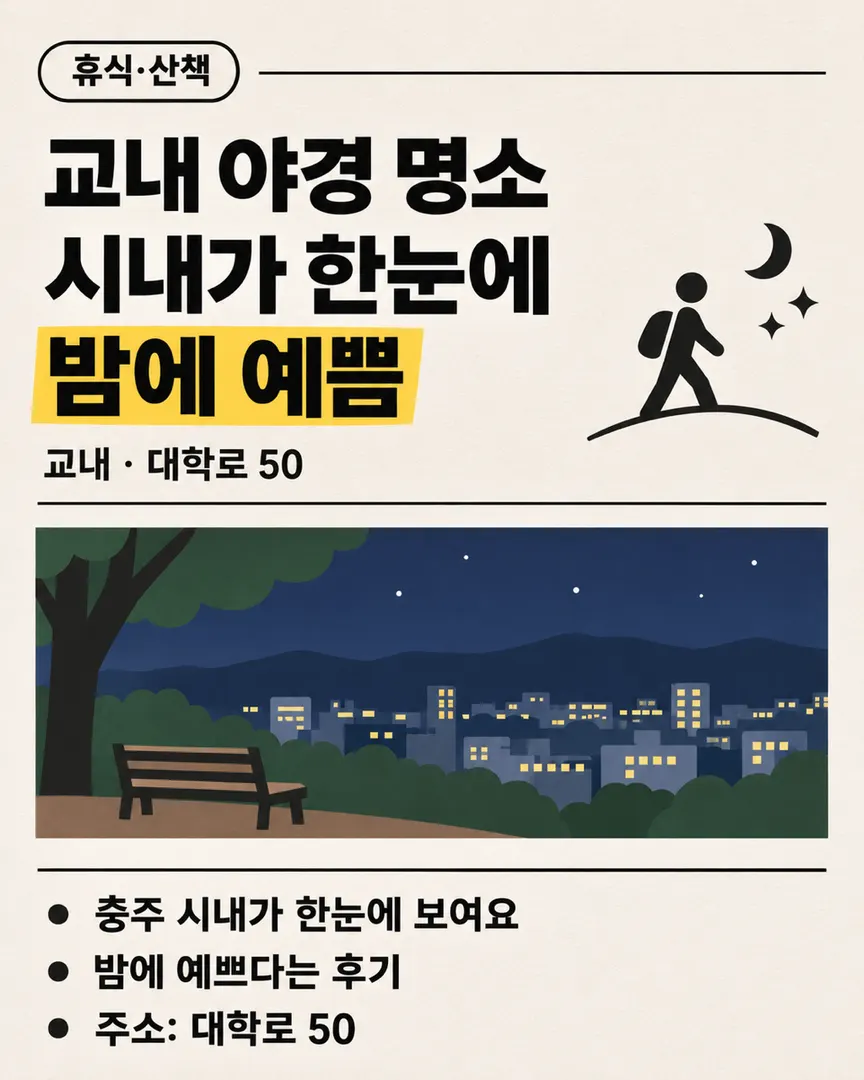 휴식·산책
교내 야경 명소
시내가 한눈에
밤에 예쁨
교내 · 대학로 50
● 충주 시내가 한눈에 보여요
● 밤에 예쁘다는 후기
● 주소: 대학로 50